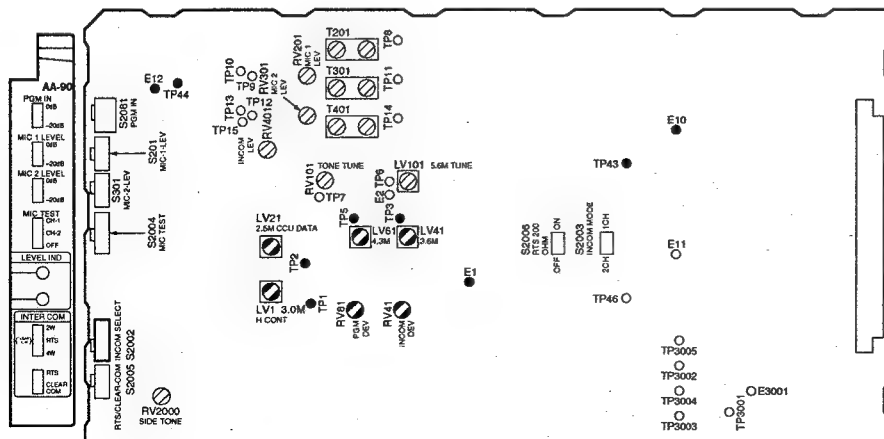 AA-90
PGM IN
0dB
-20dB
MIC 1 LEVEL
0dB
-20dB
MIC 2 LEVEL
0dB
-20dB
MIC TEST
CH-1
CH-2
OFF
LEVEL IND
INTER COM
2W
RTS
4W
RTS
CLEAR
COM
S2081
PGM IN
S201
MIC-1-LEV
S301
MIC-2-LEV
S2004
MIC TEST
S2002
INCOM SELECT
S2005
RTS/CLEAR-COM
E12
TP44
TP10
TP9
TP13
TP12
TP15
RV201
MIC 1
LEV
RV301
MIC 2
LEV
RV401
INCOM
LEV
T201
TP8
T301
TP11
T401
TP14
RV101
TONE TUNE
TP7
TP6
E2
LV101
5.6M TUNE
LV21
2.5M CCU DATA
TP5
LV61
4.3M
TP3
LV41
3.6M
TP2
LV1 3.0M
H CONT
TP1
RV61
PGM
DEV
RV41
INCOM
DEV
E1
RV2000
SIDE TONE
E10
TP43
S2006
RTS 200
OHM
ON
OFF
S2003
INCOM MODE
1CH
2CH
E11
TP46
TP3005
TP3002
TP3004
TP3003
E3001
TP3001